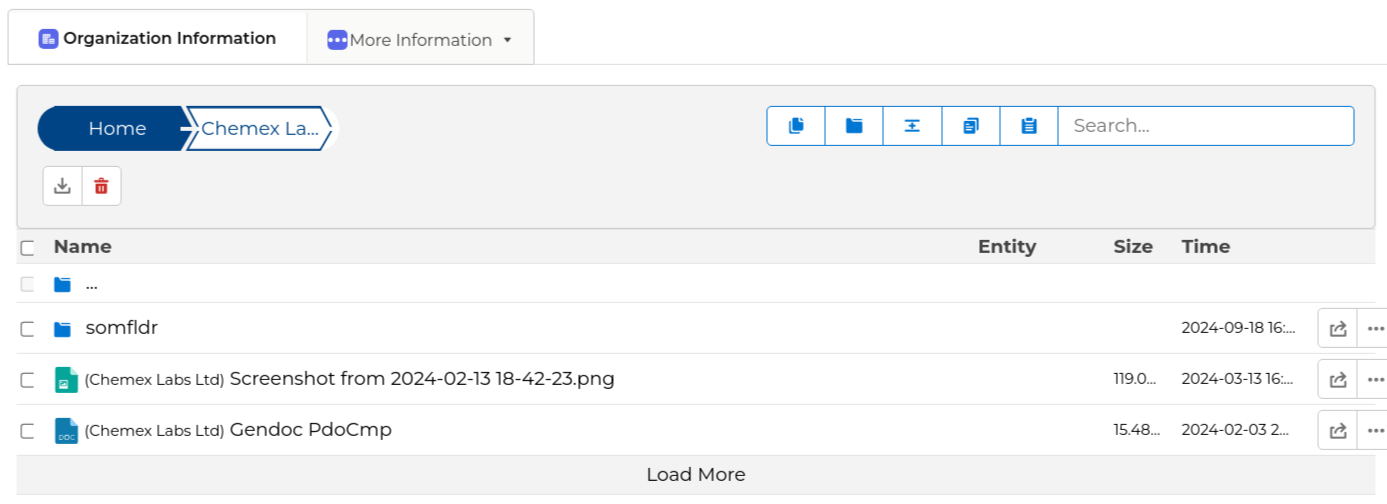 Organization Information More Information
Home Chemex La...
Search...
Name Entity Size Time
...
somfldr 2024-09-18 16:...
(Chemex Labs Ltd) Screenshot from 2024-02-13 18-42-23.png 119.0... 2024-03-13 16:...
DOC (Chemex Labs Ltd) Gendoc PdoCmp 15.48... 2024-02-03 2...
Load More